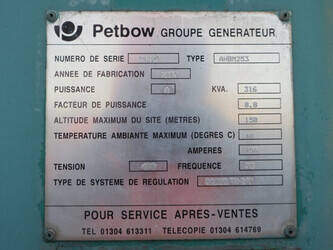 Petbow GROUPE GENERATEUR
NUMERO DE SERIE TYPE AHBM253
ANNEE DE FABRICATION
PUISSANCE KVA. 316
FACTEUR DE PUISSANCE 0.8
ALTITUDE MAXIMUM DU SITE (METRES) 150
TEMPERATURE AMBIANTE MAXIMUM (DEGRES C)
AMPERES
TENSION FREQUENCE
TYPE DE SYSTEME DE REGULATION
POUR SERVICE APRES-VENTES
TEL 01304 613311 TELECOPIE 01304 614769